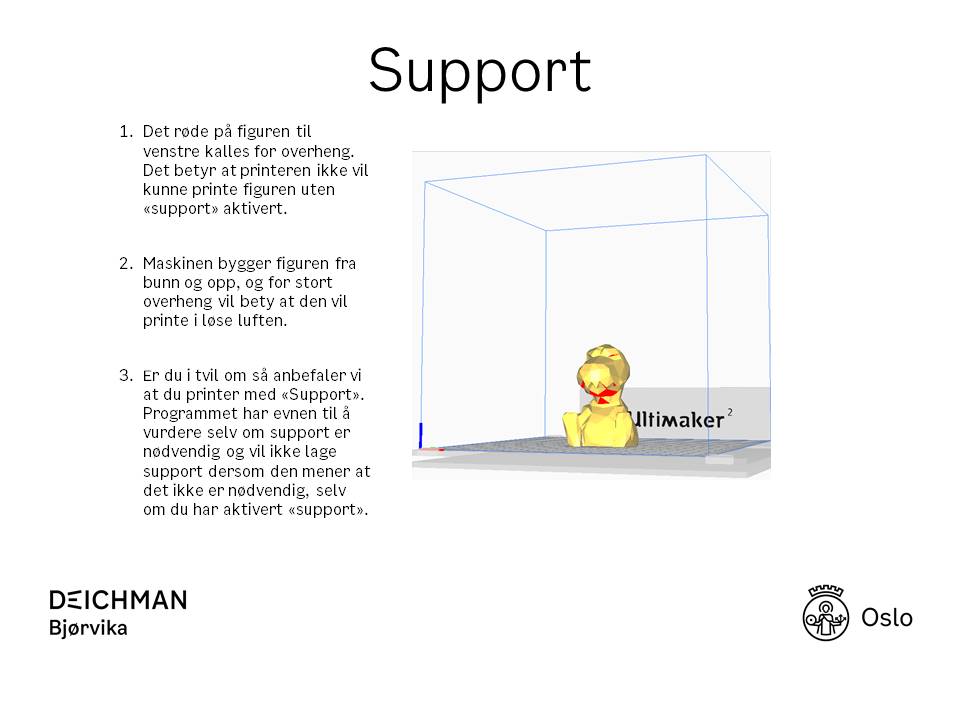 Support
1. Det røde på figuren til
venstre kalles for overheng.
Det betyr at printeren ikke vil
kunne printe figuren uten
«support» aktivert.
2. Maskinen bygger figuren fra
bunn og opp, og for stort
overheng vil bety at den vil
printe i løse luften.
3. Er du i tvil om så anbefaler vi
at du printer med «Support».
Programmet har evnen til å
vurdere selv om support er
nødvendig og vil ikke lage
support dersom den mener at
det ikke er nødvendig, selv
om du har aktivert «support».
Ultimaker²
DEICHMAN
Bjørvika
Oslo